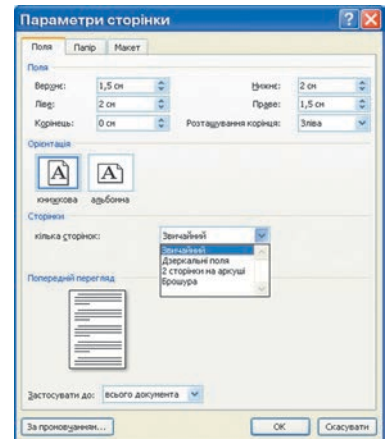 Параметри сторінки
Поля Папір Макет
Поля
Верхнє: 1,5 см Нижнє: 2 см
Ліве: 2 см Праве: 1,5 см
Корінець: 0 см Розташування корінця: Зліва
Орієнтація
книжкова альбомна
Сторінки
кілька сторінок: Звичайний
Звичайний
Дзеркальні поля
2 сторінки на аркуші
Брошура
Попередній перегляд
Застосувати до: всього документа
За промовчанням... ОК Скасувати